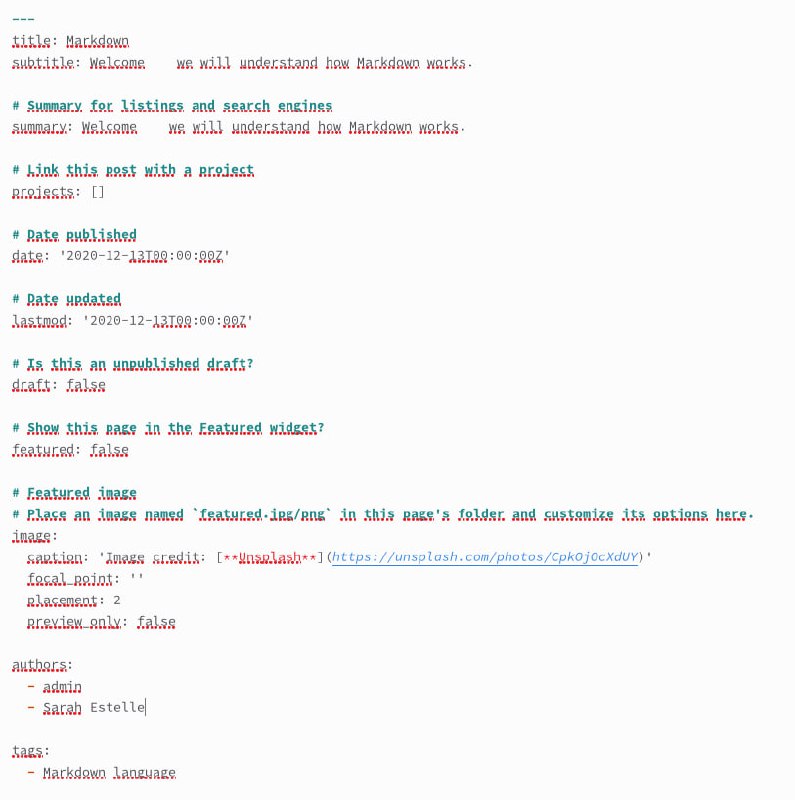 ---
title: Markdown
subtitle: Welcome    we will understand how Markdown works.

# Summary for listings and search engines
summary: Welcome    we will understand how Markdown works.

# Link this post with a project
projects: []

# Date published
date: '2020-12-13T00:00:00Z'

# Date updated
lastmod: '2020-12-13T00:00:00Z'

# Is this an unpublished draft?
draft: false

# Show this page in the Featured widget?
featured: false

# Featured image
# Place an image named `featured.jpg/png` in this page's folder and customize its options here.
image:
  caption: 'Image credit: [**Unsplash**](https://unsplash.com/photos/CpkOjOcXdUY)'
  focal_point: ''
  placement: 2
  preview_only: false

authors:
  - admin
  - Sarah Estelle

tags:
  - Markdown language